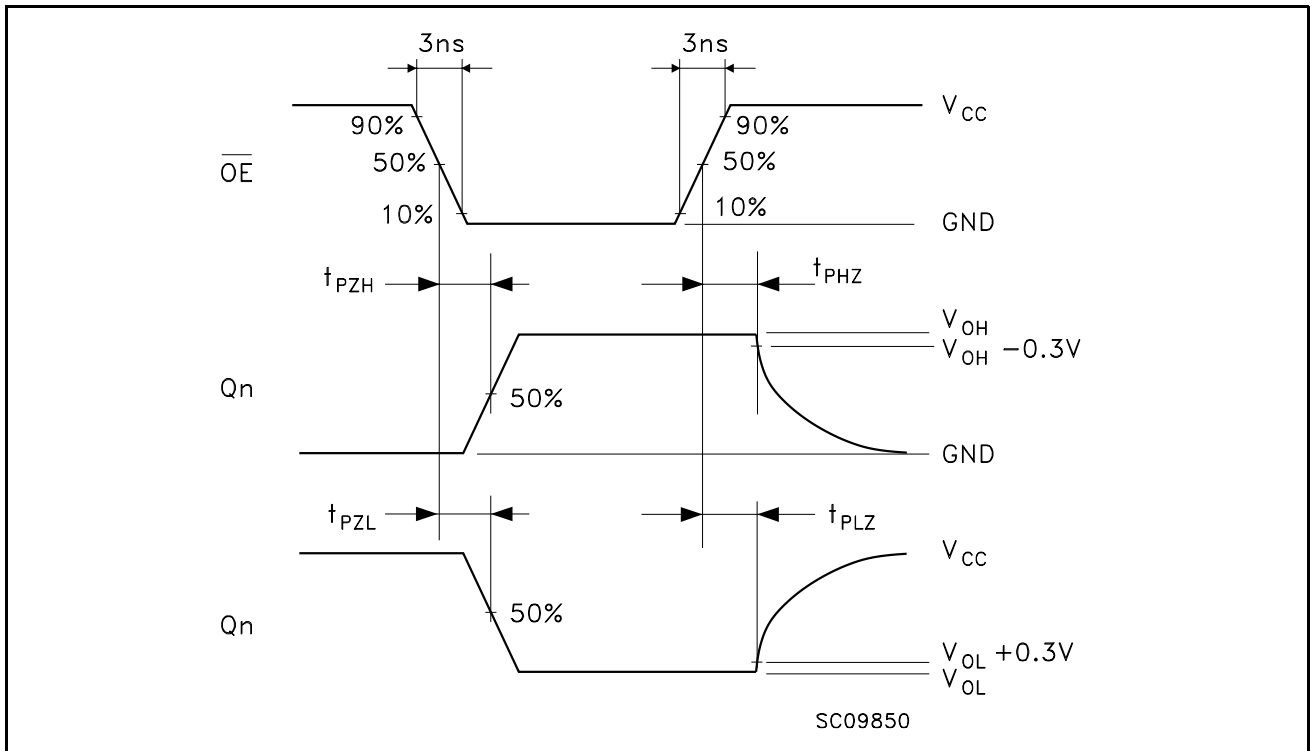 3ns 3ns
V_CC
90% 90%
50% 50%
O̅E̅
10% 10%
GND
t_PZH t_PHZ
V_OH
V_OH -0.3V
Qn
50%
GND
t_PZL t_PLZ
V_CC
50%
Qn
V_OL +0.3V
V_OL
SC09850